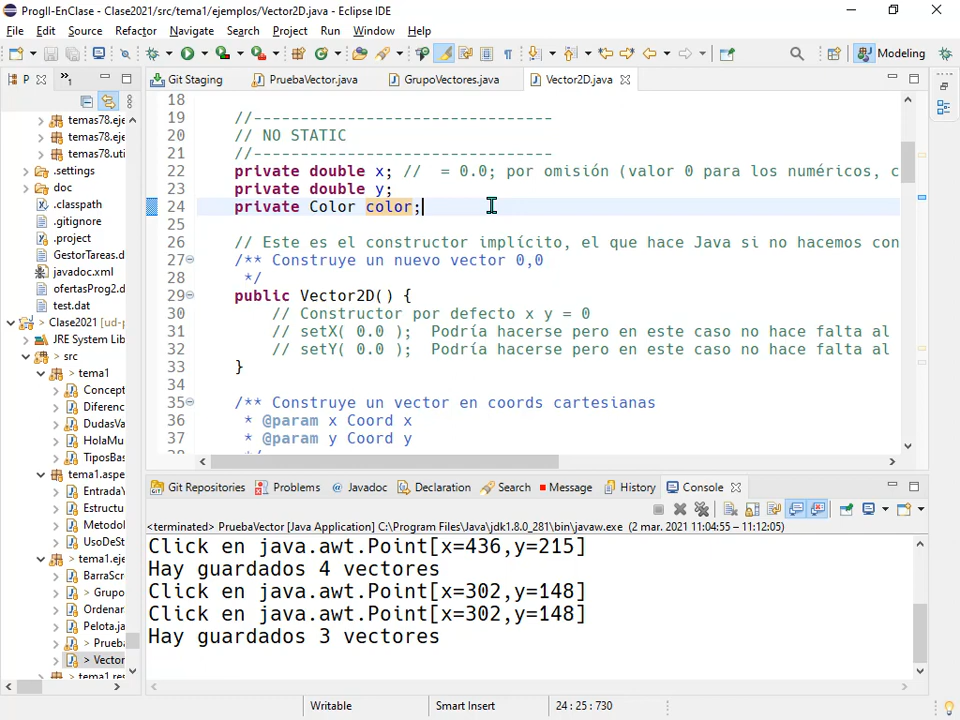 ProgII-EnClase - Clase2021/src/tema1/ejemplos/Vector2D.java - Eclipse IDE
File Edit Source Refactor Navigate Search Project Run Window Help
Modeling
P
»1
Git Staging PruebaVector.java GrupoVectores.java Vector2D.java
temas78.eje
temas78.eje
temas78.uti
.settings
doc
.classpath
.gitignore
.project
GestorTareas.d
javadoc.xml
ofertasProg2.d
test.dat
Clase2021 [ud-p
JRE System Lib
> src
> tema1
Concept
Diferenc
DudasVa
HolaMu
TiposBas
tema1.aspe
EntradaY
Estructu
Metodol
UsoDeSt
> tema1.eje
BarraScr
> Grupo
Ordenar
Pelota.ja
> Prueba
> Vector
tema1.res
18
19 //--------------------------------
20 // NO STATIC
21 //--------------------------------
22 private double x; // = 0.0; por omisión (valor 0 para los numéricos, c
23 private double y;
24 private Color color;
25
26 // Este es el constructor implícito, el que hace Java si no hacemos con
27 /** Construye un nuevo vector 0,0
28 */
29 public Vector2D() {
30 // Constructor por defecto x y = 0
31 // setX( 0.0 ); Podría hacerse pero en este caso no hace falta al
32 // setY( 0.0 ); Podría hacerse pero en este caso no hace falta al
33 }
34
35 /** Construye un vector en coords cartesianas
36 * @param x Coord x
37 * @param y Coord y
Git Repositories Problems @ Javadoc Declaration Search Message History Console
<terminated> PruebaVector [Java Application] C:\Program Files\Java\jdk1.8.0_281\bin\javaw.exe (2 mar. 2021 11:04:55 – 11:12:05)
Click en java.awt.Point[x=436,y=215]
Hay guardados 4 vectores
Click en java.awt.Point[x=302,y=148]
Click en java.awt.Point[x=302,y=148]
Hay guardados 3 vectores
Writable Smart Insert 24 : 25 : 730